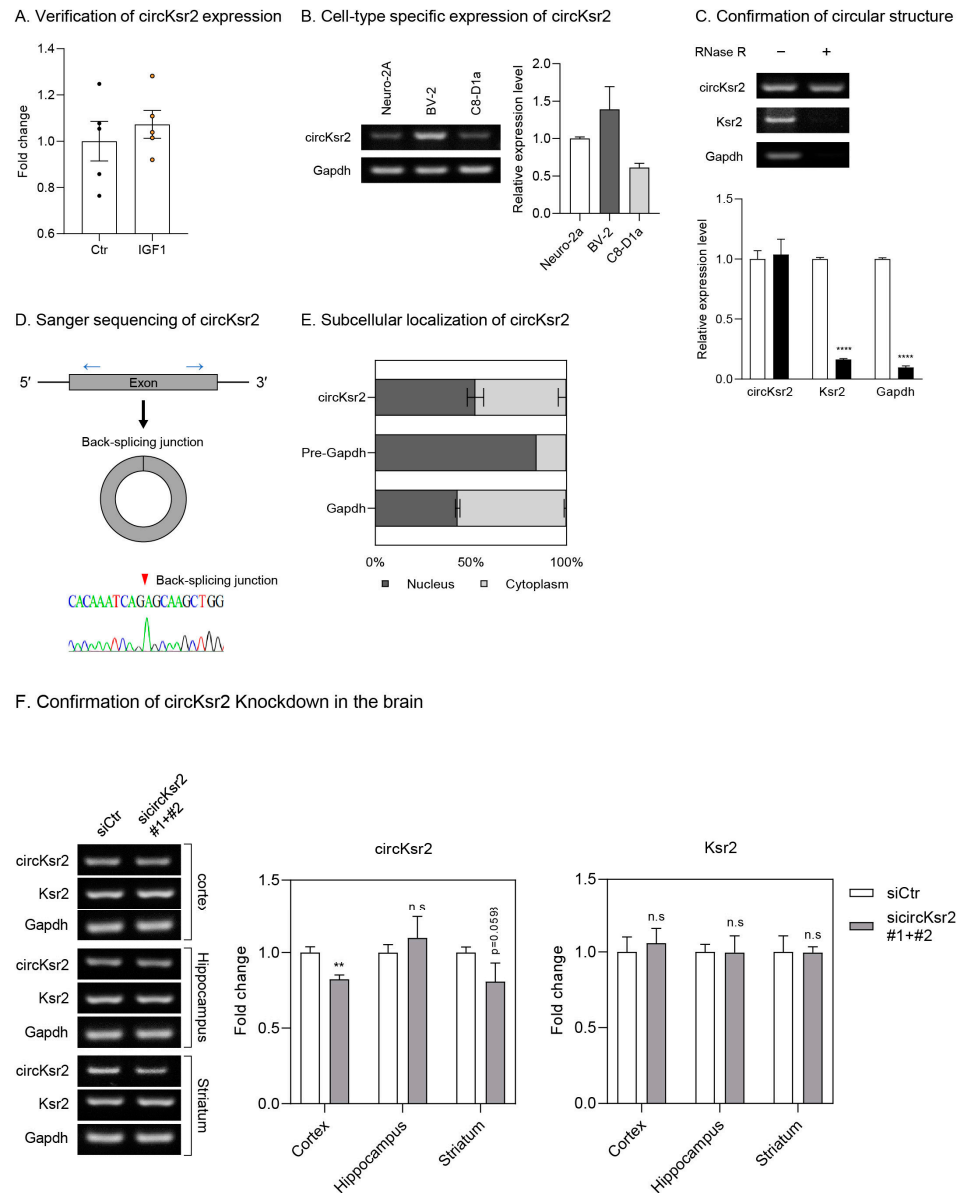 A. Verification of circKsr2 expression
Fold change
1.4
1.2
1.0
0.8
0.6
Ctr
IGF1
B. Cell-type specific expression of circKsr2
Neuro-2A
BV-2
C8-D1a
circKsr2
Gapdh
Relative expression level
2.0
1.5
1.0
0.5
0.0
Neuro-2a
BV-2
C8-D1a
C. Confirmation of circular structure
RNase R − +
circKsr2
Ksr2
Gapdh
Relative expression level
1.5
1.0
0.5
0.0
****
****
circKsr2
Ksr2
Gapdh
D. Sanger sequencing of circKsr2
5′ Exon 3′
Back-splicing junction
Back-splicing junction
CACAAATCAGAGCAAGCTGG
E. Subcellular localization of circKsr2
circKsr2
Pre-Gapdh
Gapdh
0% 50% 100%
Nucleus Cytoplasm
F. Confirmation of circKsr2 Knockdown in the brain
siCtr
sicircKsr2
#1+#2
circKsr2
Ksr2
Gapdh
cortex
circKsr2
Ksr2
Gapdh
Hippocampus
circKsr2
Ksr2
Gapdh
Striatum
circKsr2
Fold change
1.5
1.0
0.5
0.0
**
n.s
p=0.0593
Cortex
Hippocampus
Striatum
Ksr2
Fold change
1.5
1.0
0.5
0.0
n.s
n.s
n.s
Cortex
Hippocampus
Striatum
siCtr
sicircKsr2
#1+#2